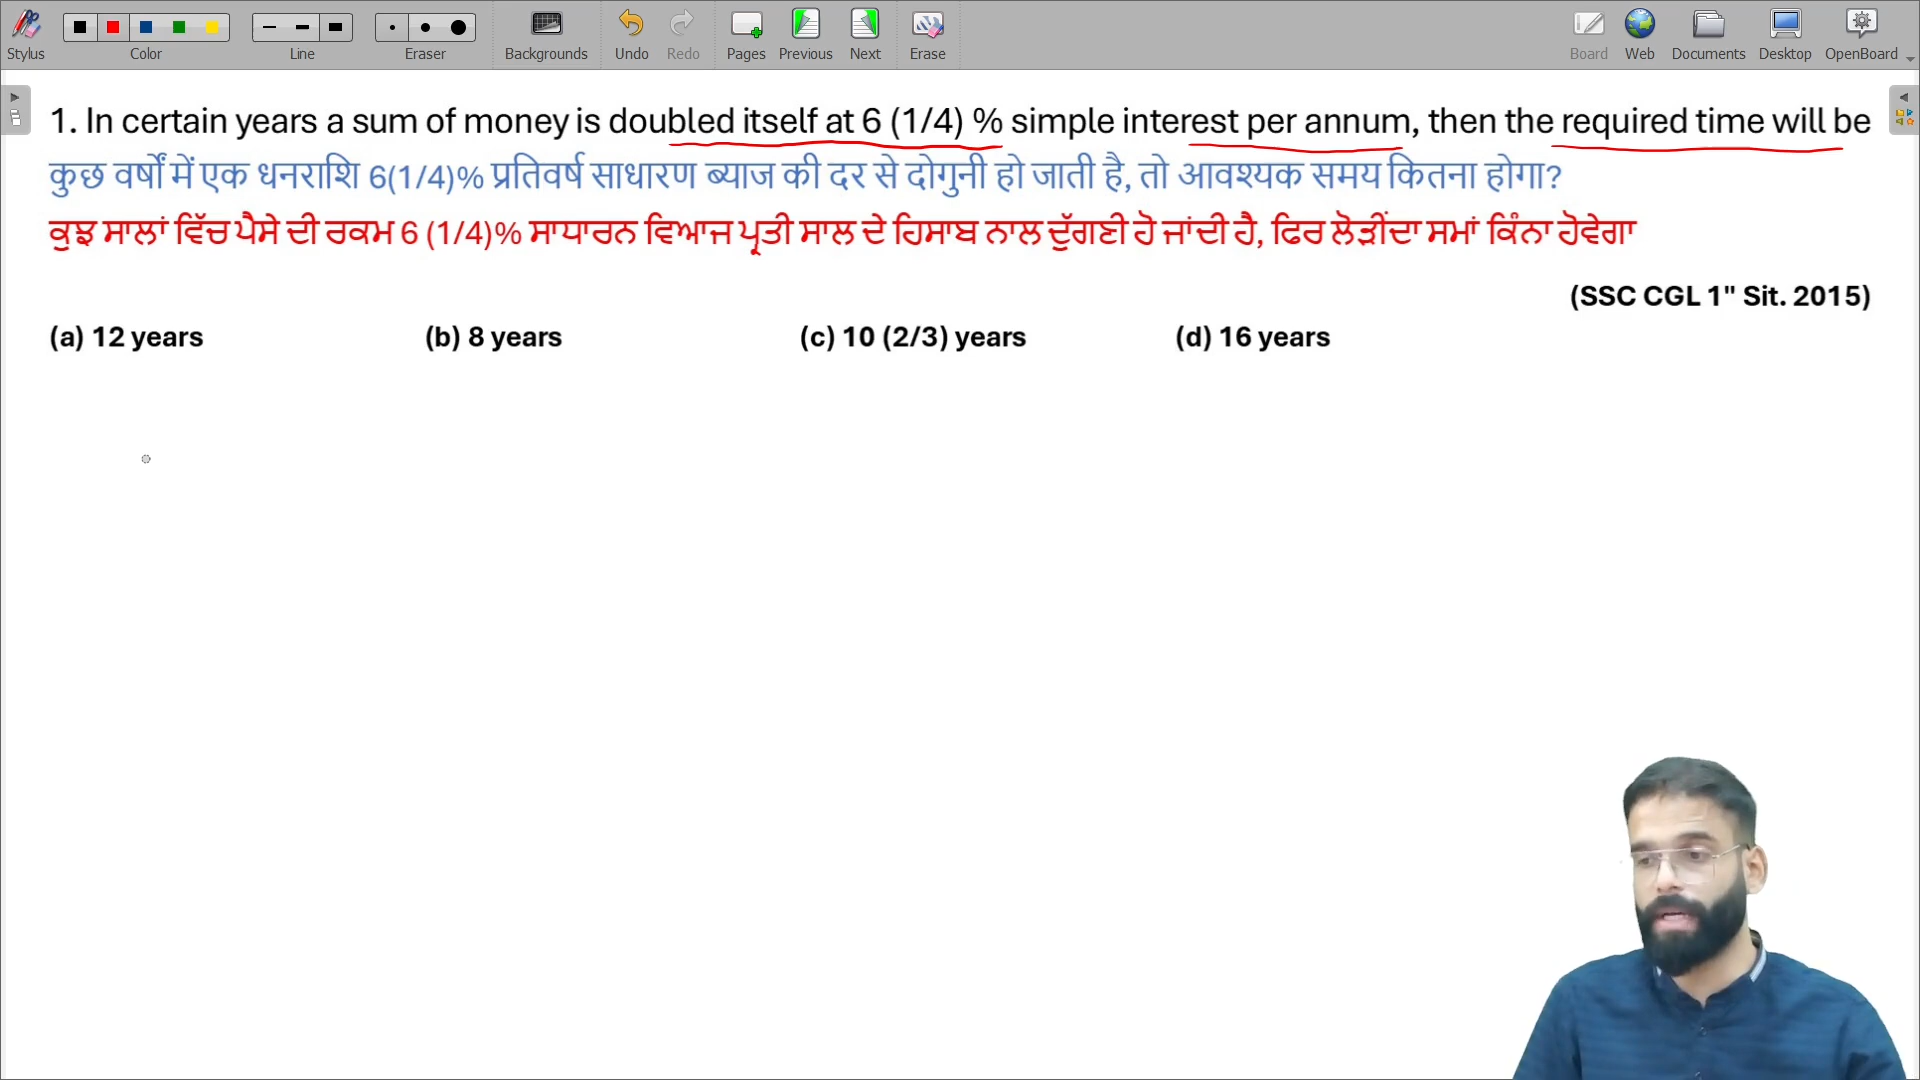 Stylus Color Line Eraser Backgrounds Undo Redo Pages Previous Next Erase Board Web Documents Desktop OpenBoard
1. In certain years a sum of money is doubled itself at 6 (1/4) % simple interest per annum, then the required time will be
कुछ वर्षों में एक धनराशि 6(1/4)% प्रतिवर्ष साधारण ब्याज की दर से दोगुनी हो जाती है, तो आवश्यक समय कितना होगा?
ਕੁਝ ਸਾਲਾਂ ਵਿੱਚ ਪੈਸੇ ਦੀ ਰਕਮ 6 (1/4)% ਸਾਧਾਰਨ ਵਿਆਜ ਪ੍ਰਤੀ ਸਾਲ ਦੇ ਹਿਸਾਬ ਨਾਲ ਦੁੱਗਣੀ ਹੋ ਜਾਂਦੀ ਹੈ, ਫਿਰ ਲੋੜੀਂਦਾ ਸਮਾਂ ਕਿੰਨਾ ਹੋਵੇਗਾ
(SSC CGL 1" Sit. 2015)
(a) 12 years (b) 8 years (c) 10 (2/3) years (d) 16 years